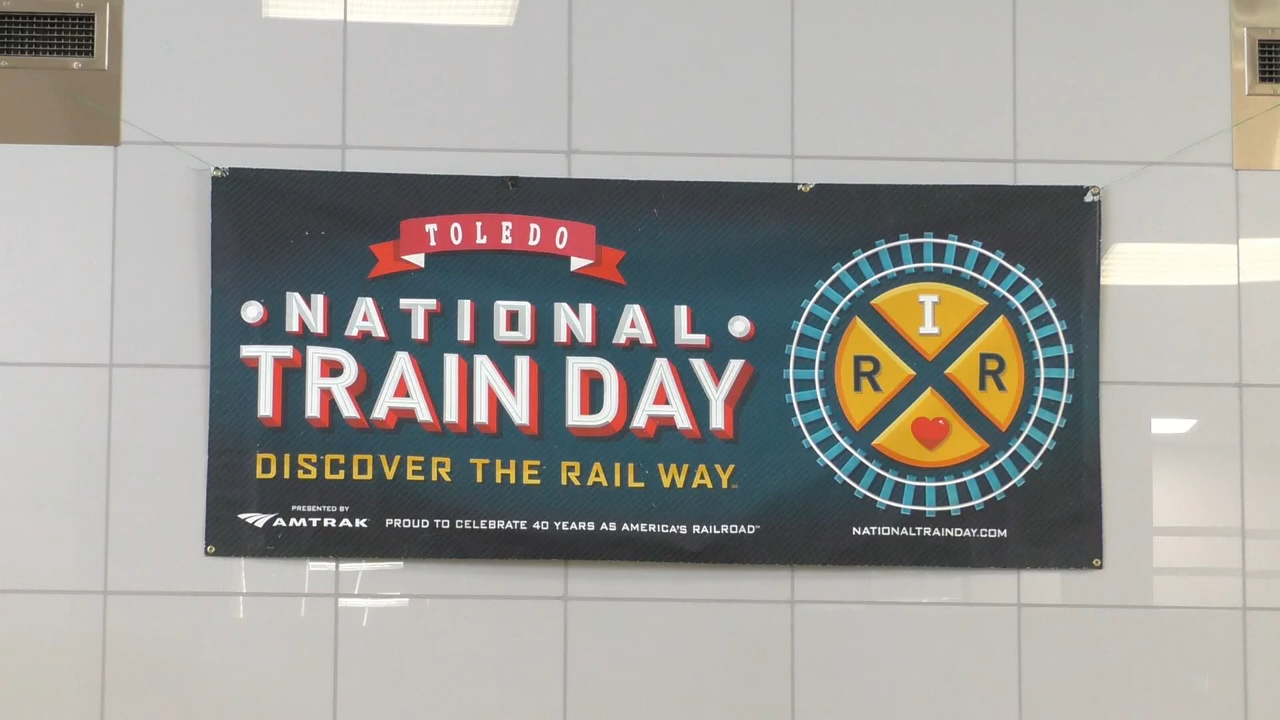 TOLEDO
NATIONAL
TRAIN DAY
DISCOVER THE RAIL WAY
PRESENTED BY
AMTRAK
PROUD TO CELEBRATE 40 YEARS AS AMERICA'S RAILROAD℠
I
R R
NATIONALTRAINDAY.COM